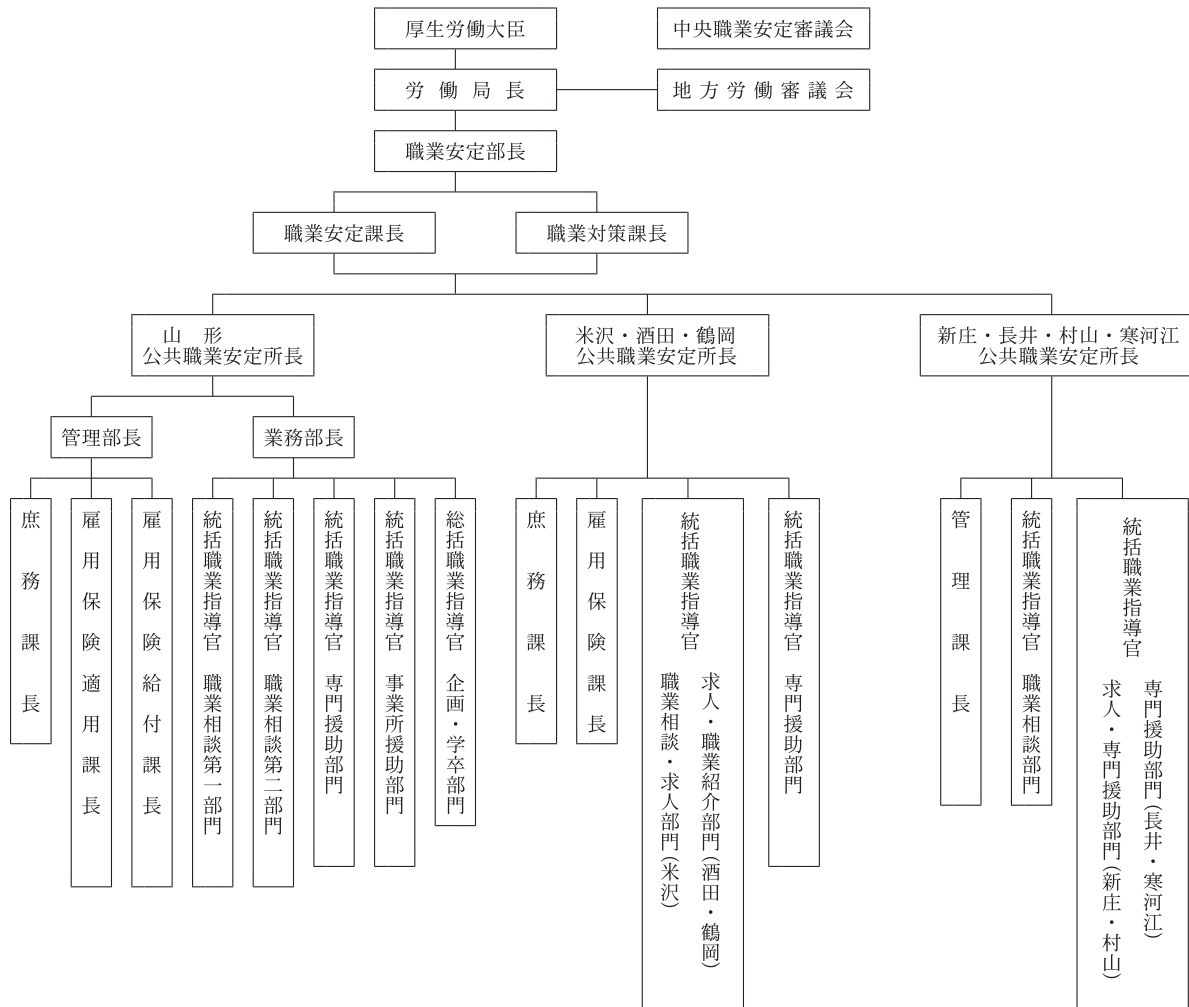 厚生労働大臣
中央職業安定審議会
労働局長
地方労働審議会
職業安定部長
職業安定課長
職業対策課長
山形
公共職業安定所長
米沢・酒田・鶴岡
公共職業安定所長
新庄・長井・村山・寒河江
公共職業安定所長
管理部長
業務部長
庶務課長
雇用保険適用課長
雇用保険給付課長
統括職業指導官 職業相談第一部門
統括職業指導官 職業相談第二部門
統括職業指導官 専門援助部門
統括職業指導官 事業所援助部門
総括職業指導官 企画・学卒部門
庶務課長
雇用保険課長
統括職業指導官
求人・職業紹介部門(酒田・鶴岡)
職業相談・求人部門(米沢)
統括職業指導官 専門援助部門
管理課長
統括職業指導官 職業相談部門
統括職業指導官
専門援助部門(長井・寒河江)
求人・専門援助部門(新庄・村山)